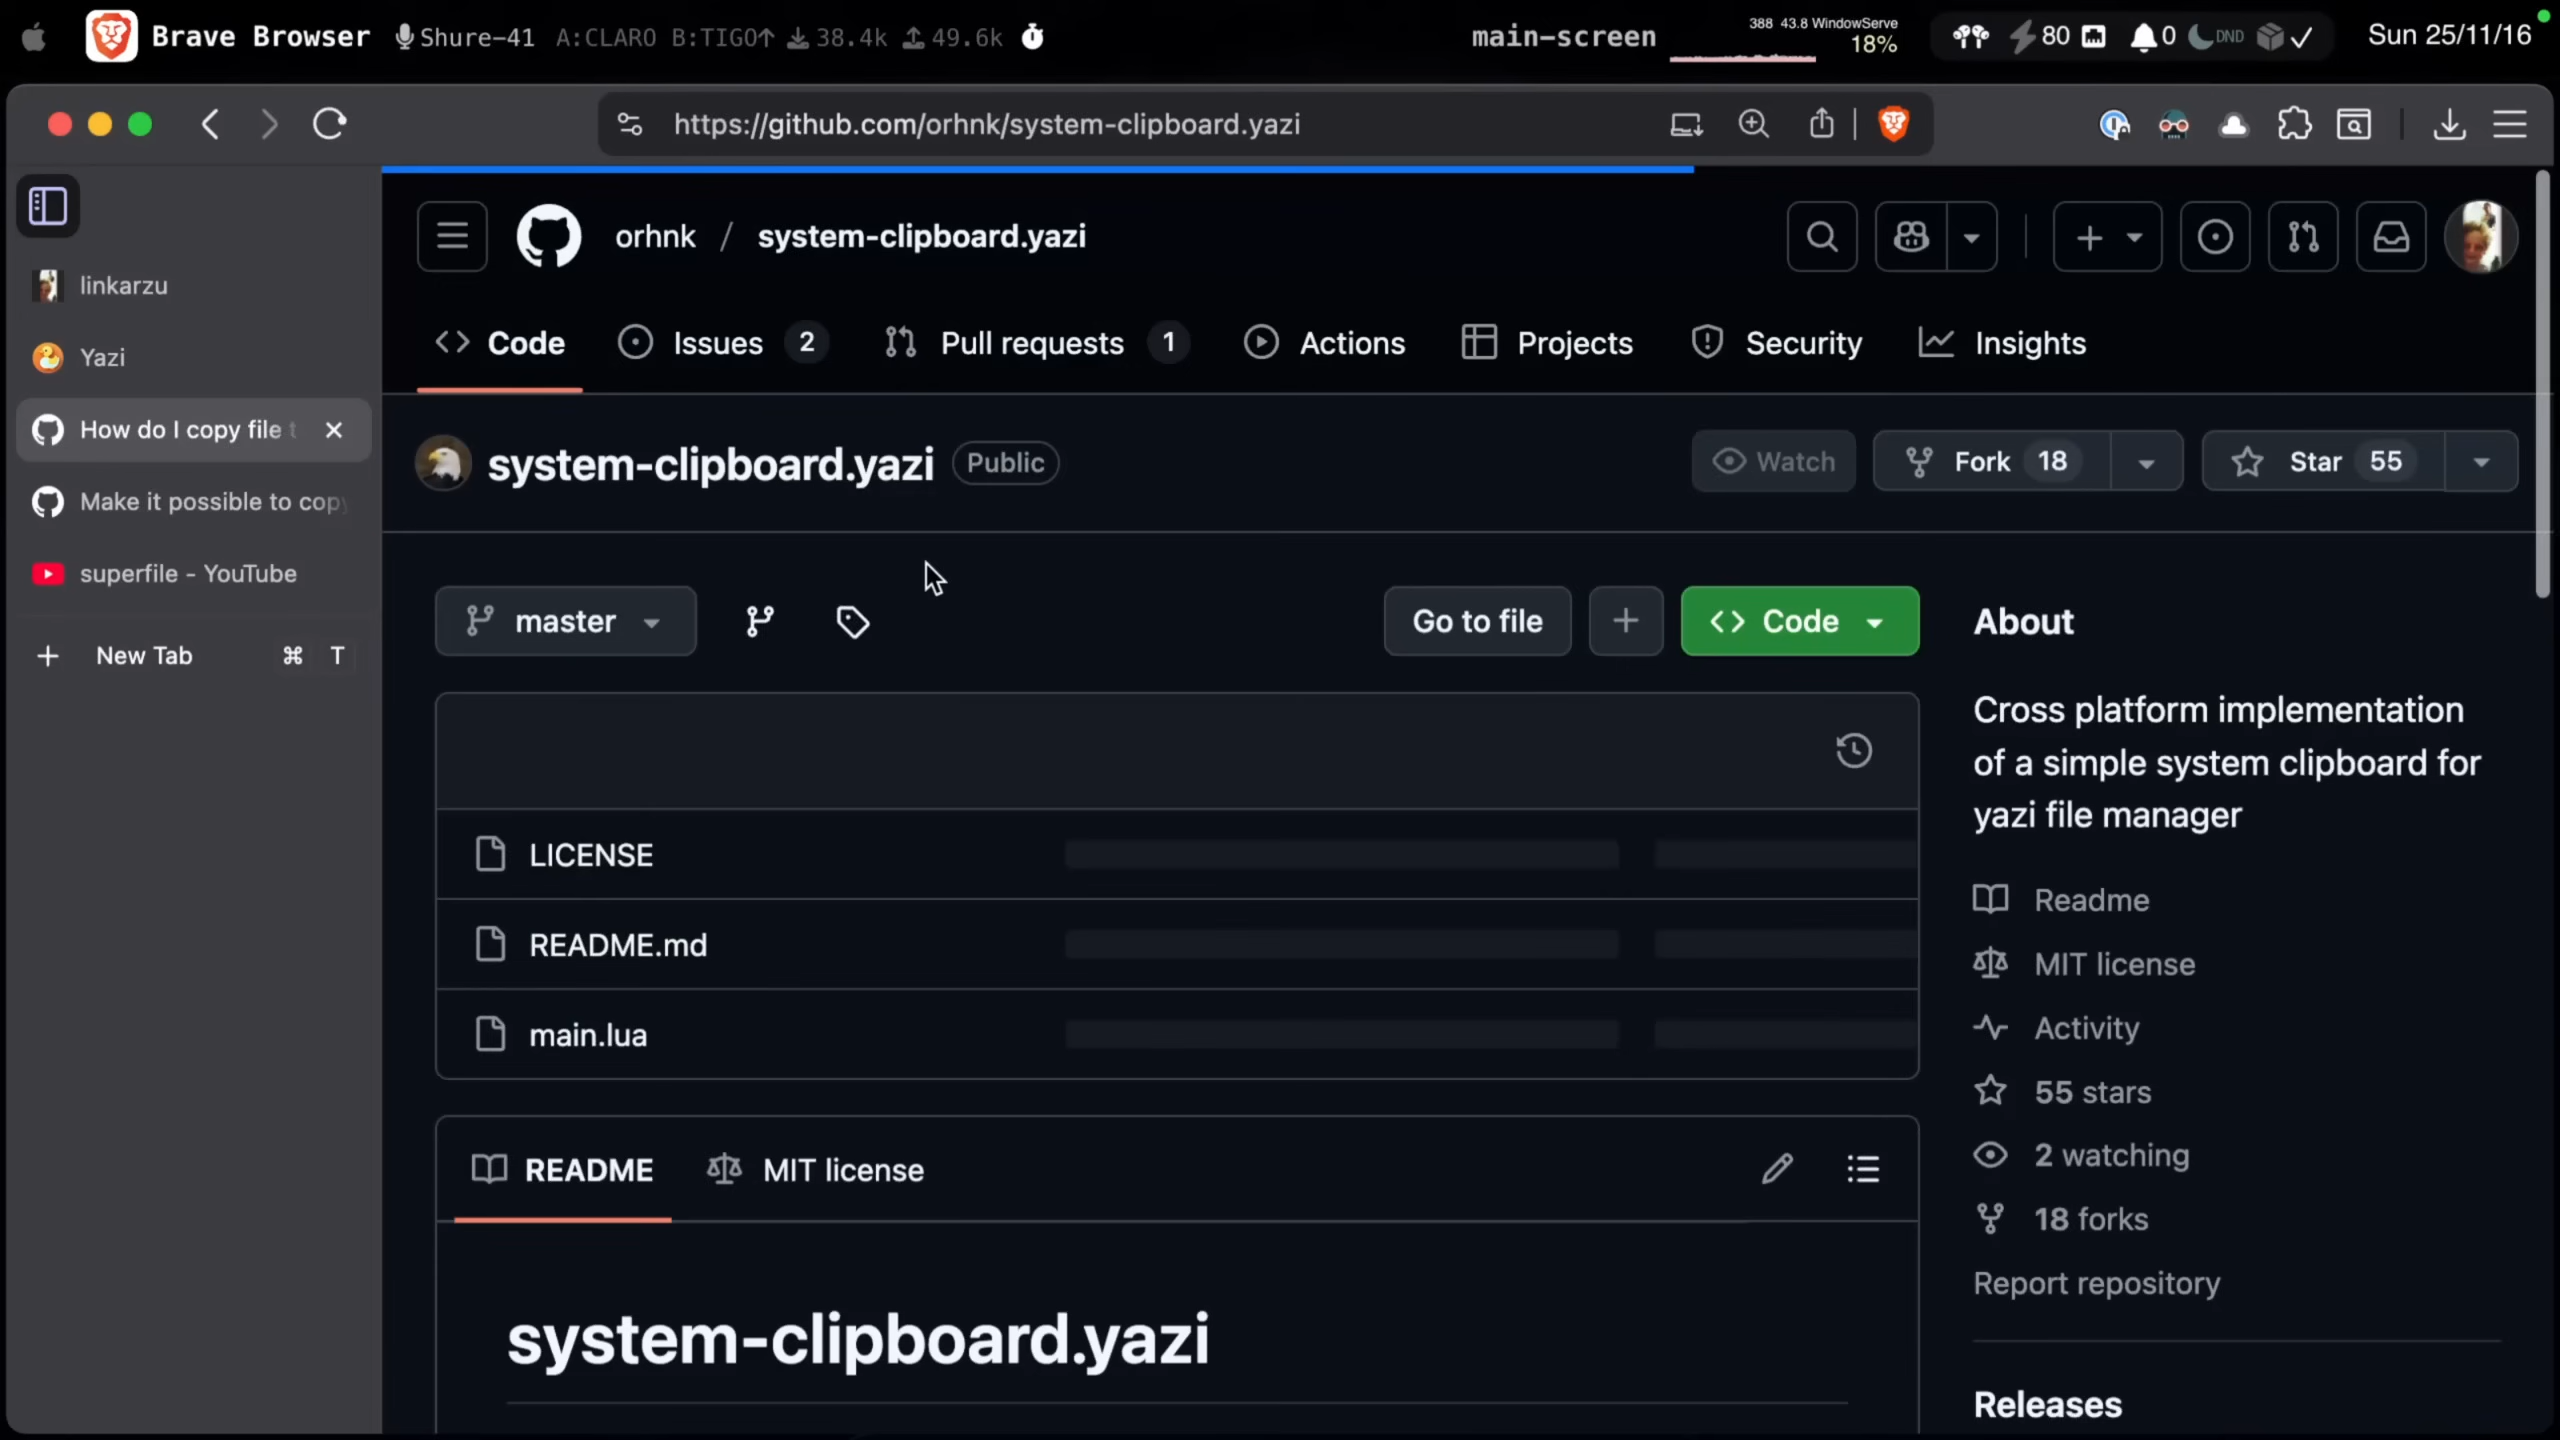 Brave Browser Shure-41 A:CLARO B:TIGO↑ 38.4k 49.6k main-screen 388 43.8 WindowServe 18% 80 0 DND Sun 25/11/16
https://github.com/orhnk/system-clipboard.yazi
linkarzu
Yazi
How do I copy file t
Make it possible to copy
superfile - YouTube
New Tab ⌘ T
orhnk / system-clipboard.yazi
Code Issues 2 Pull requests 1 Actions Projects Security Insights
system-clipboard.yazi Public Watch Fork 18 Star 55
master Go to file Code
LICENSE
README.md
main.lua
README MIT license
system-clipboard.yazi
About
Cross platform implementation
of a simple system clipboard for
yazi file manager
Readme
MIT license
Activity
55 stars
2 watching
18 forks
Report repository
Releases